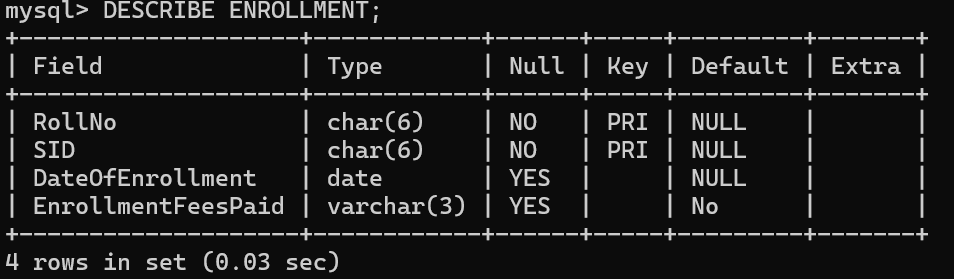 mysql> DESCRIBE ENROLLMENT;
+--------------------+------------+------+-----+---------+-------+
| Field              | Type       | Null | Key | Default | Extra |
+--------------------+------------+------+-----+---------+-------+
| RollNo             | char(6)    | NO   | PRI | NULL    |       |
| SID                | char(6)    | NO   | PRI | NULL    |       |
| DateOfEnrollment   | date       | YES  |     | NULL    |       |
| EnrollmentFeesPaid | varchar(3) | YES  |     | No      |       |
+--------------------+------------+------+-----+---------+-------+
4 rows in set (0.03 sec)